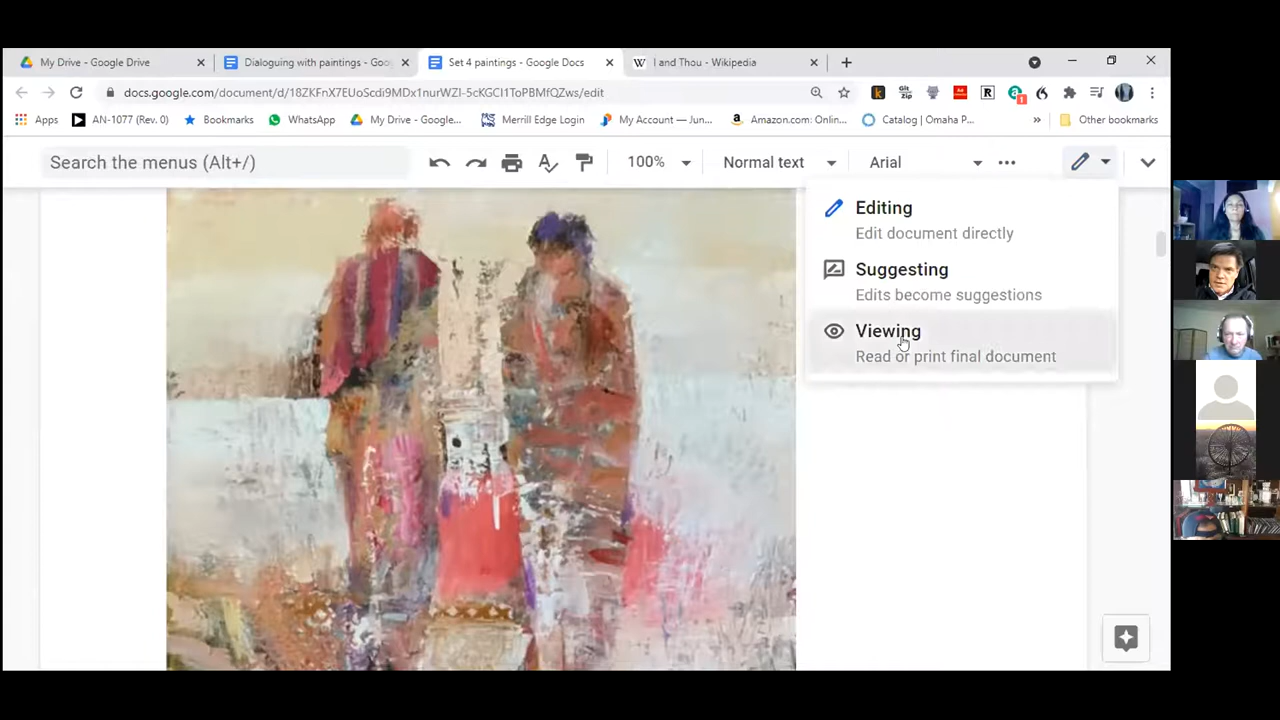 My Drive - Google Drive
Dialoguing with paintings - Goo
Set 4 paintings - Google Docs
W I and Thou - Wikipedia
docs.google.com/document/d/18ZKFnX7EUoScdi9MDx1nurWZI-5cKGCI1ToPBMfQZws/edit
Apps
AN-1077 (Rev. 0)
Bookmarks
WhatsApp
My Drive - Google...
Merrill Edge Login
My Account — Jun...
Amazon.com: Onlin...
Catalog | Omaha P...
»
Other bookmarks
Search the menus (Alt+/)
100%
Normal text
Arial
Editing
Edit document directly
Suggesting
Edits become suggestions
Viewing
Read or print final document